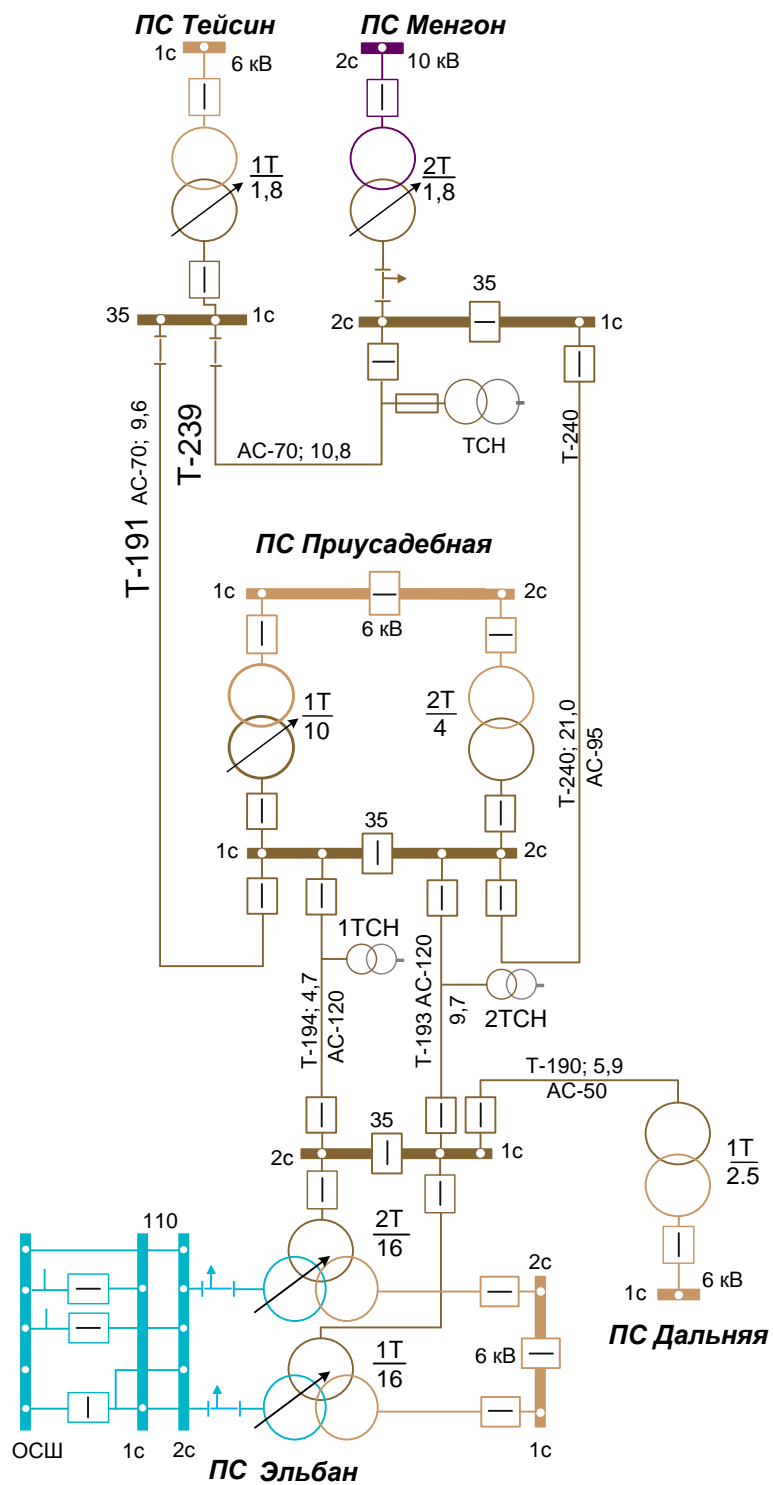 ПС Тейсин
ПС Менгон
1с
6 кВ
2с
10 кВ
1Т
1,8
2Т
1,8
35
35
1с
2с
1с
Т-191 АС-70; 9,6
Т-239
АС-70; 10,8
ТСН
Т-240
ПС Приусадебная
1с
2с
6 кВ
1Т
10
2Т
4
Т-240; 21,0
АС-95
35
1с
2с
1ТСН
2ТСН
Т-194; 4,7
АС-120
Т-193 АС-120
9,7
Т-190; 5,9
АС-50
35
2с
1с
1Т
2.5
110
2Т
16
2с
6 кВ
1с
6 кВ
ПС Дальняя
1Т
16
ОСШ
1с
2с
1с
ПС Эльбан